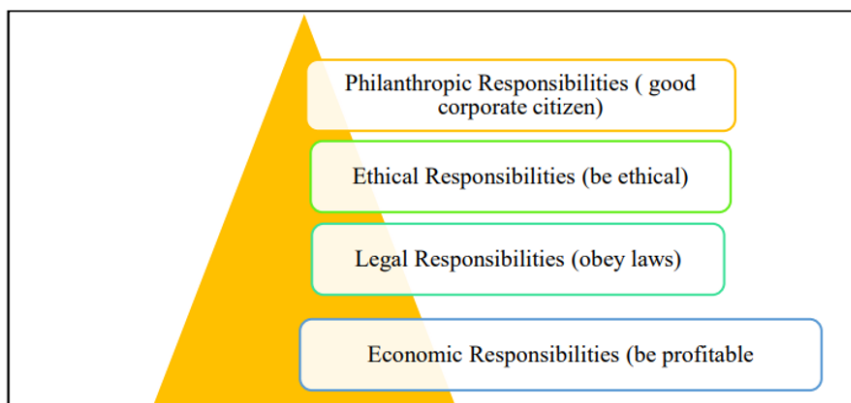 Philanthropic Responsibilities ( good
corporate citizen)
Ethical Responsibilities (be ethical)
Legal Responsibilities (obey laws)
Economic Responsibilities (be profitable